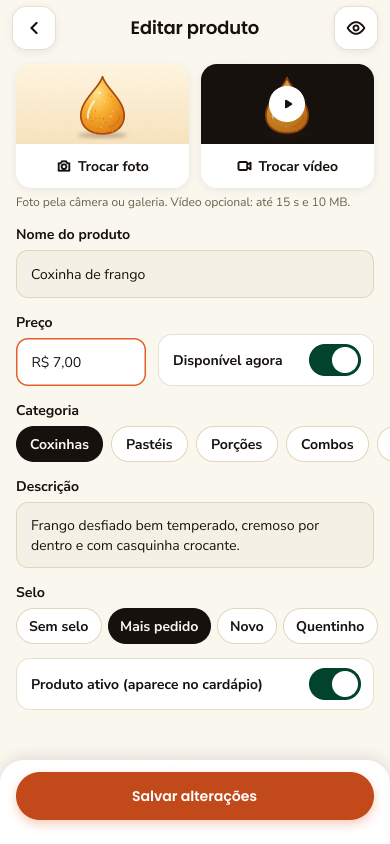 Editar produto
Trocar foto
Trocar vídeo
Foto pela câmera ou galeria. Vídeo opcional: até 15 s e 10 MB.
Nome do produto
Coxinha de frango
Preço
R$ 7,00
Disponível agora
Categoria
Coxinhas
Pastéis
Porções
Combos
Descrição
Frango desfiado bem temperado, cremoso por
dentro e com casquinha crocante.
Selo
Sem selo
Mais pedido
Novo
Quentinho
Produto ativo (aparece no cardápio)
Salvar alterações